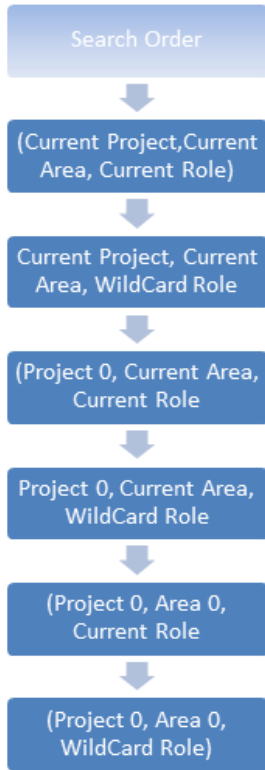 Search Order
(Current Project,Current
Area, Current Role)
Current Project, Current
Area, WildCard Role
(Project 0, Current Area,
Current Role
Project 0, Current Area,
WildCard Role
(Project 0, Area 0,
Current Role
(Project 0, Area 0,
WildCard Role)